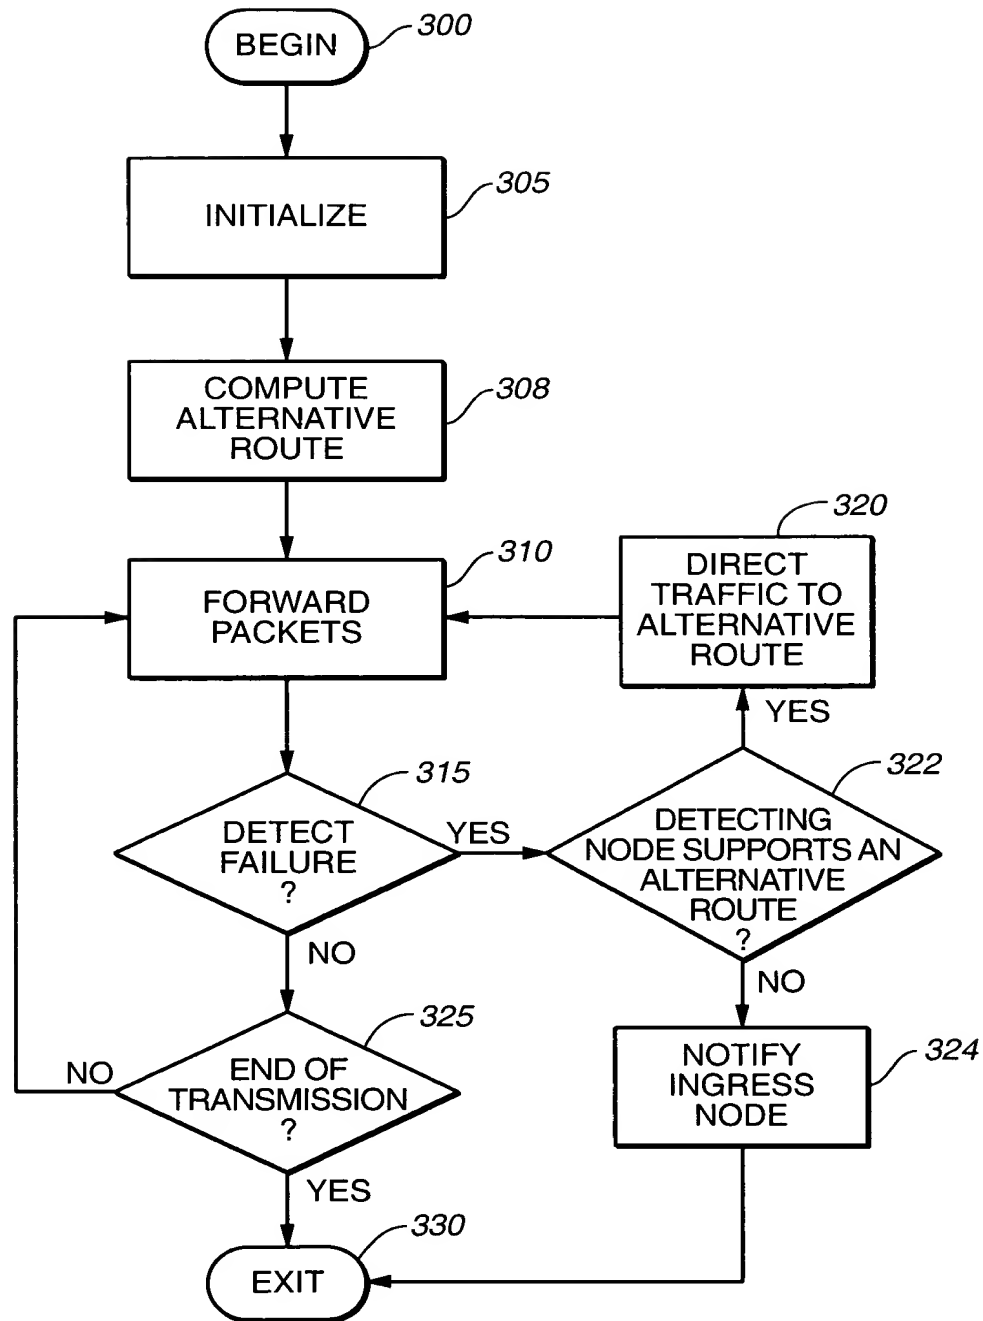 BEGIN
300
INITIALIZE
305
COMPUTE
ALTERNATIVE
ROUTE
308
FORWARD
PACKETS
310
DIRECT
TRAFFIC TO
ALTERNATIVE
ROUTE
320
YES
DETECT
FAILURE
?
315
YES
DETECTING
NODE SUPPORTS AN
ALTERNATIVE
ROUTE
?
322
NO
NO
END OF
TRANSMISSION
?
325
NO
NOTIFY
INGRESS
NODE
324
YES
EXIT
330